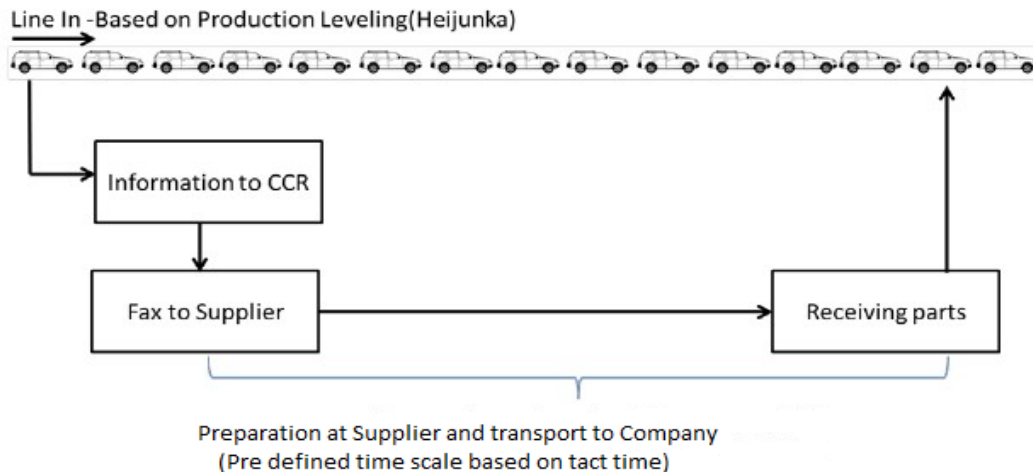 Line In -Based on Production Leveling(Heijunka)
Information to CCR
Fax to Supplier
Receiving parts
Preparation at Supplier and transport to Company
(Pre defined time scale based on tact time)